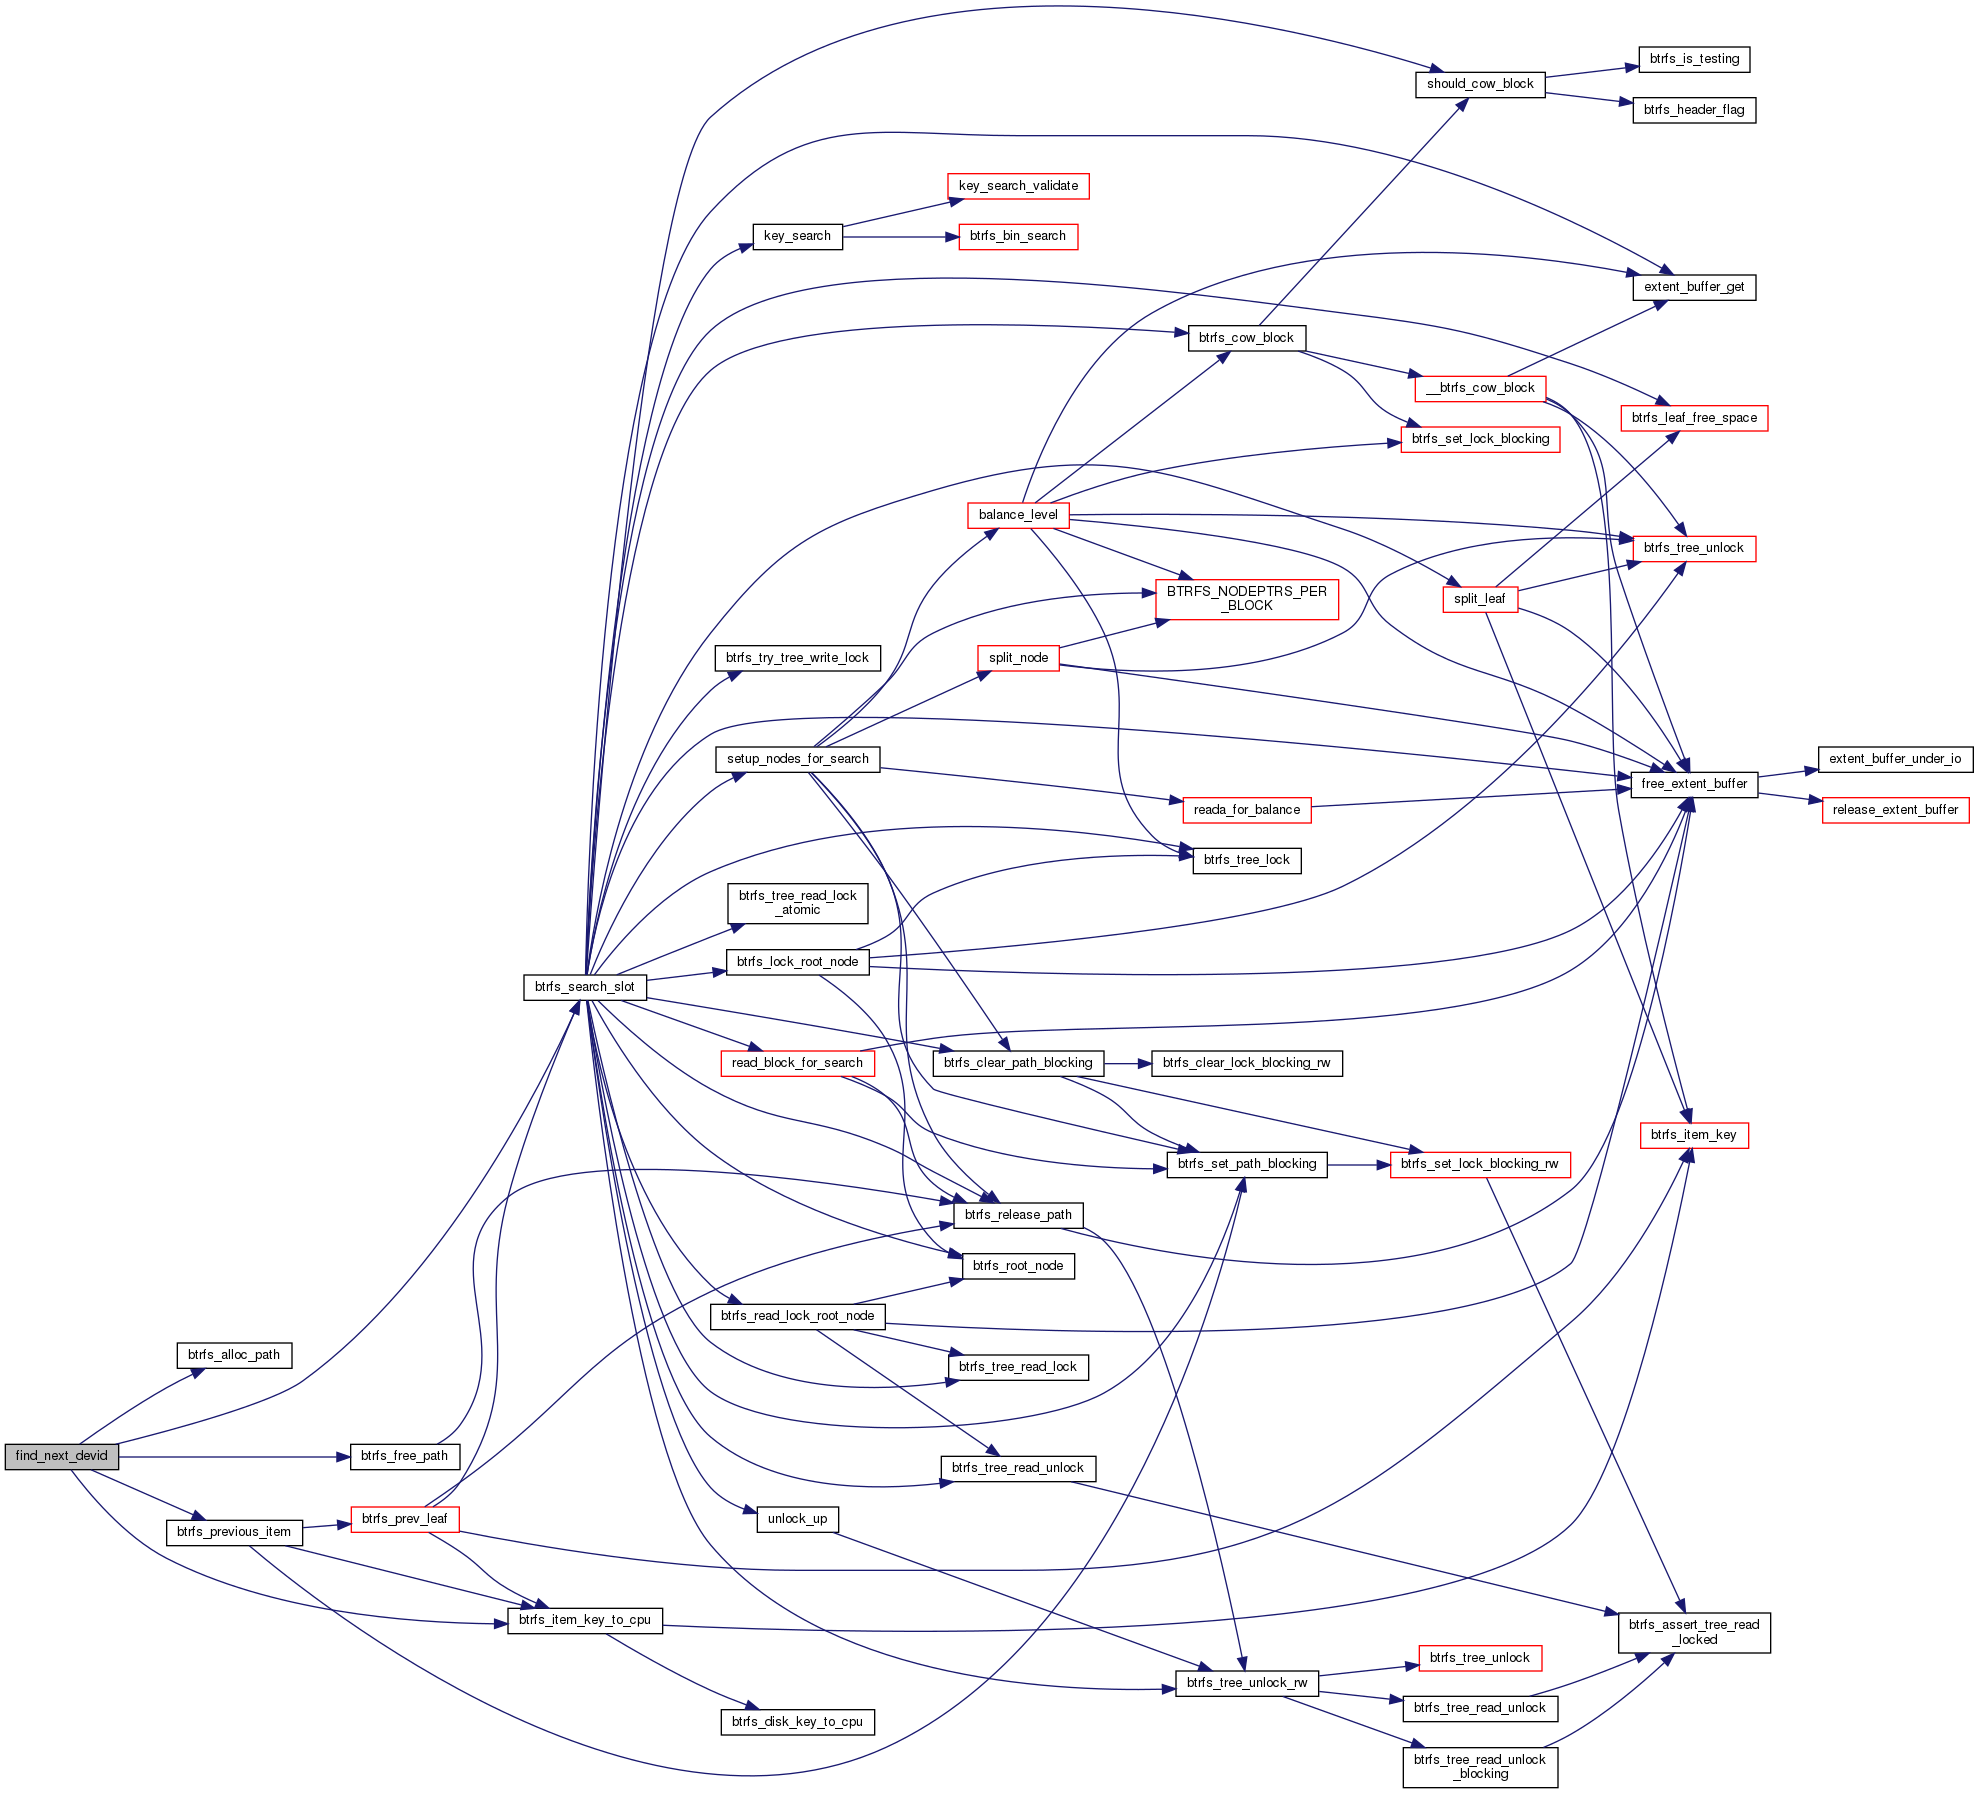 btrfs_is_testing
should_cow_block
btrfs_header_flag
key_search_validate
key_search
btrfs_bin_search
extent_buffer_get
btrfs_cow_block
__btrfs_cow_block
btrfs_leaf_free_space
btrfs_set_lock_blocking
balance_level
btrfs_tree_unlock
BTRFS_NODEPTRS_PER
_BLOCK
split_leaf
btrfs_try_tree_write_lock
split_node
setup_nodes_for_search
extent_buffer_under_io
free_extent_buffer
reada_for_balance
release_extent_buffer
btrfs_tree_lock
btrfs_tree_read_lock
_atomic
btrfs_lock_root_node
btrfs_search_slot
read_block_for_search
btrfs_clear_path_blocking
btrfs_clear_lock_blocking_rw
btrfs_item_key
btrfs_set_path_blocking
btrfs_set_lock_blocking_rw
btrfs_release_path
btrfs_root_node
btrfs_read_lock_root_node
btrfs_alloc_path
btrfs_tree_read_lock
find_next_devid
btrfs_free_path
btrfs_tree_read_unlock
btrfs_prev_leaf
unlock_up
btrfs_previous_item
btrfs_item_key_to_cpu
btrfs_assert_tree_read
_locked
btrfs_tree_unlock
btrfs_tree_unlock_rw
btrfs_tree_read_unlock
btrfs_disk_key_to_cpu
btrfs_tree_read_unlock
_blocking